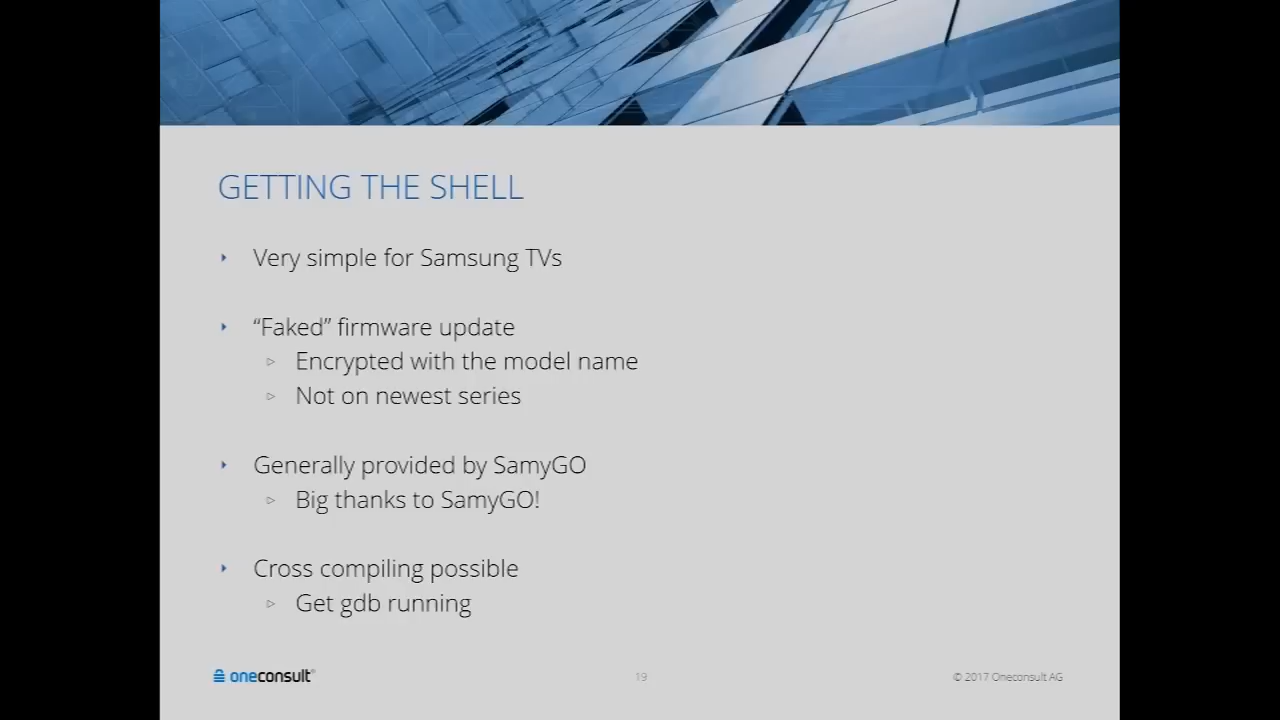 GETTING THE SHELL
Very simple for Samsung TVs
“Faked” firmware update
Encrypted with the model name
Not on newest series
Generally provided by SamyGO
Big thanks to SamyGO!
Cross compiling possible
Get gdb running
oneconsult®
19
© 2017 Oneconsult AG